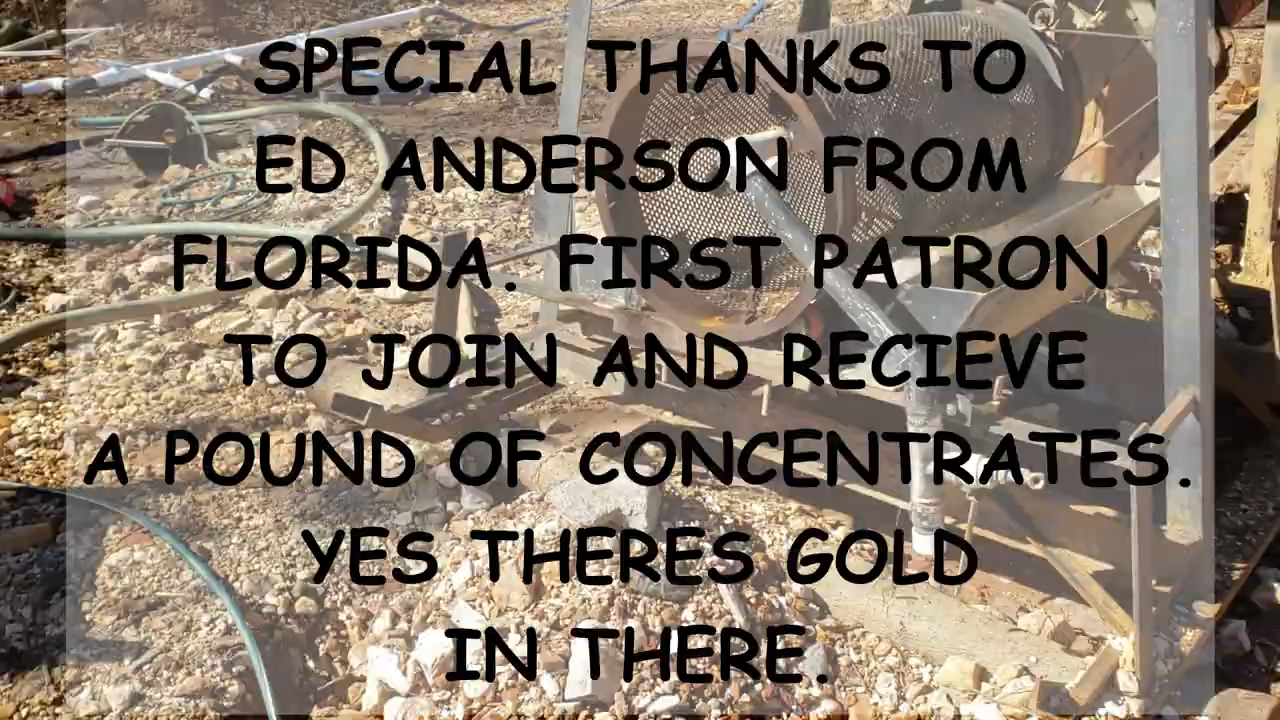 SPECIAL THANKS TO
ED ANDERSON FROM
FLORIDA. FIRST PATRON
TO JOIN AND RECIEVE
A POUND OF CONCENTRATES.
YES THERES GOLD
IN THERE.